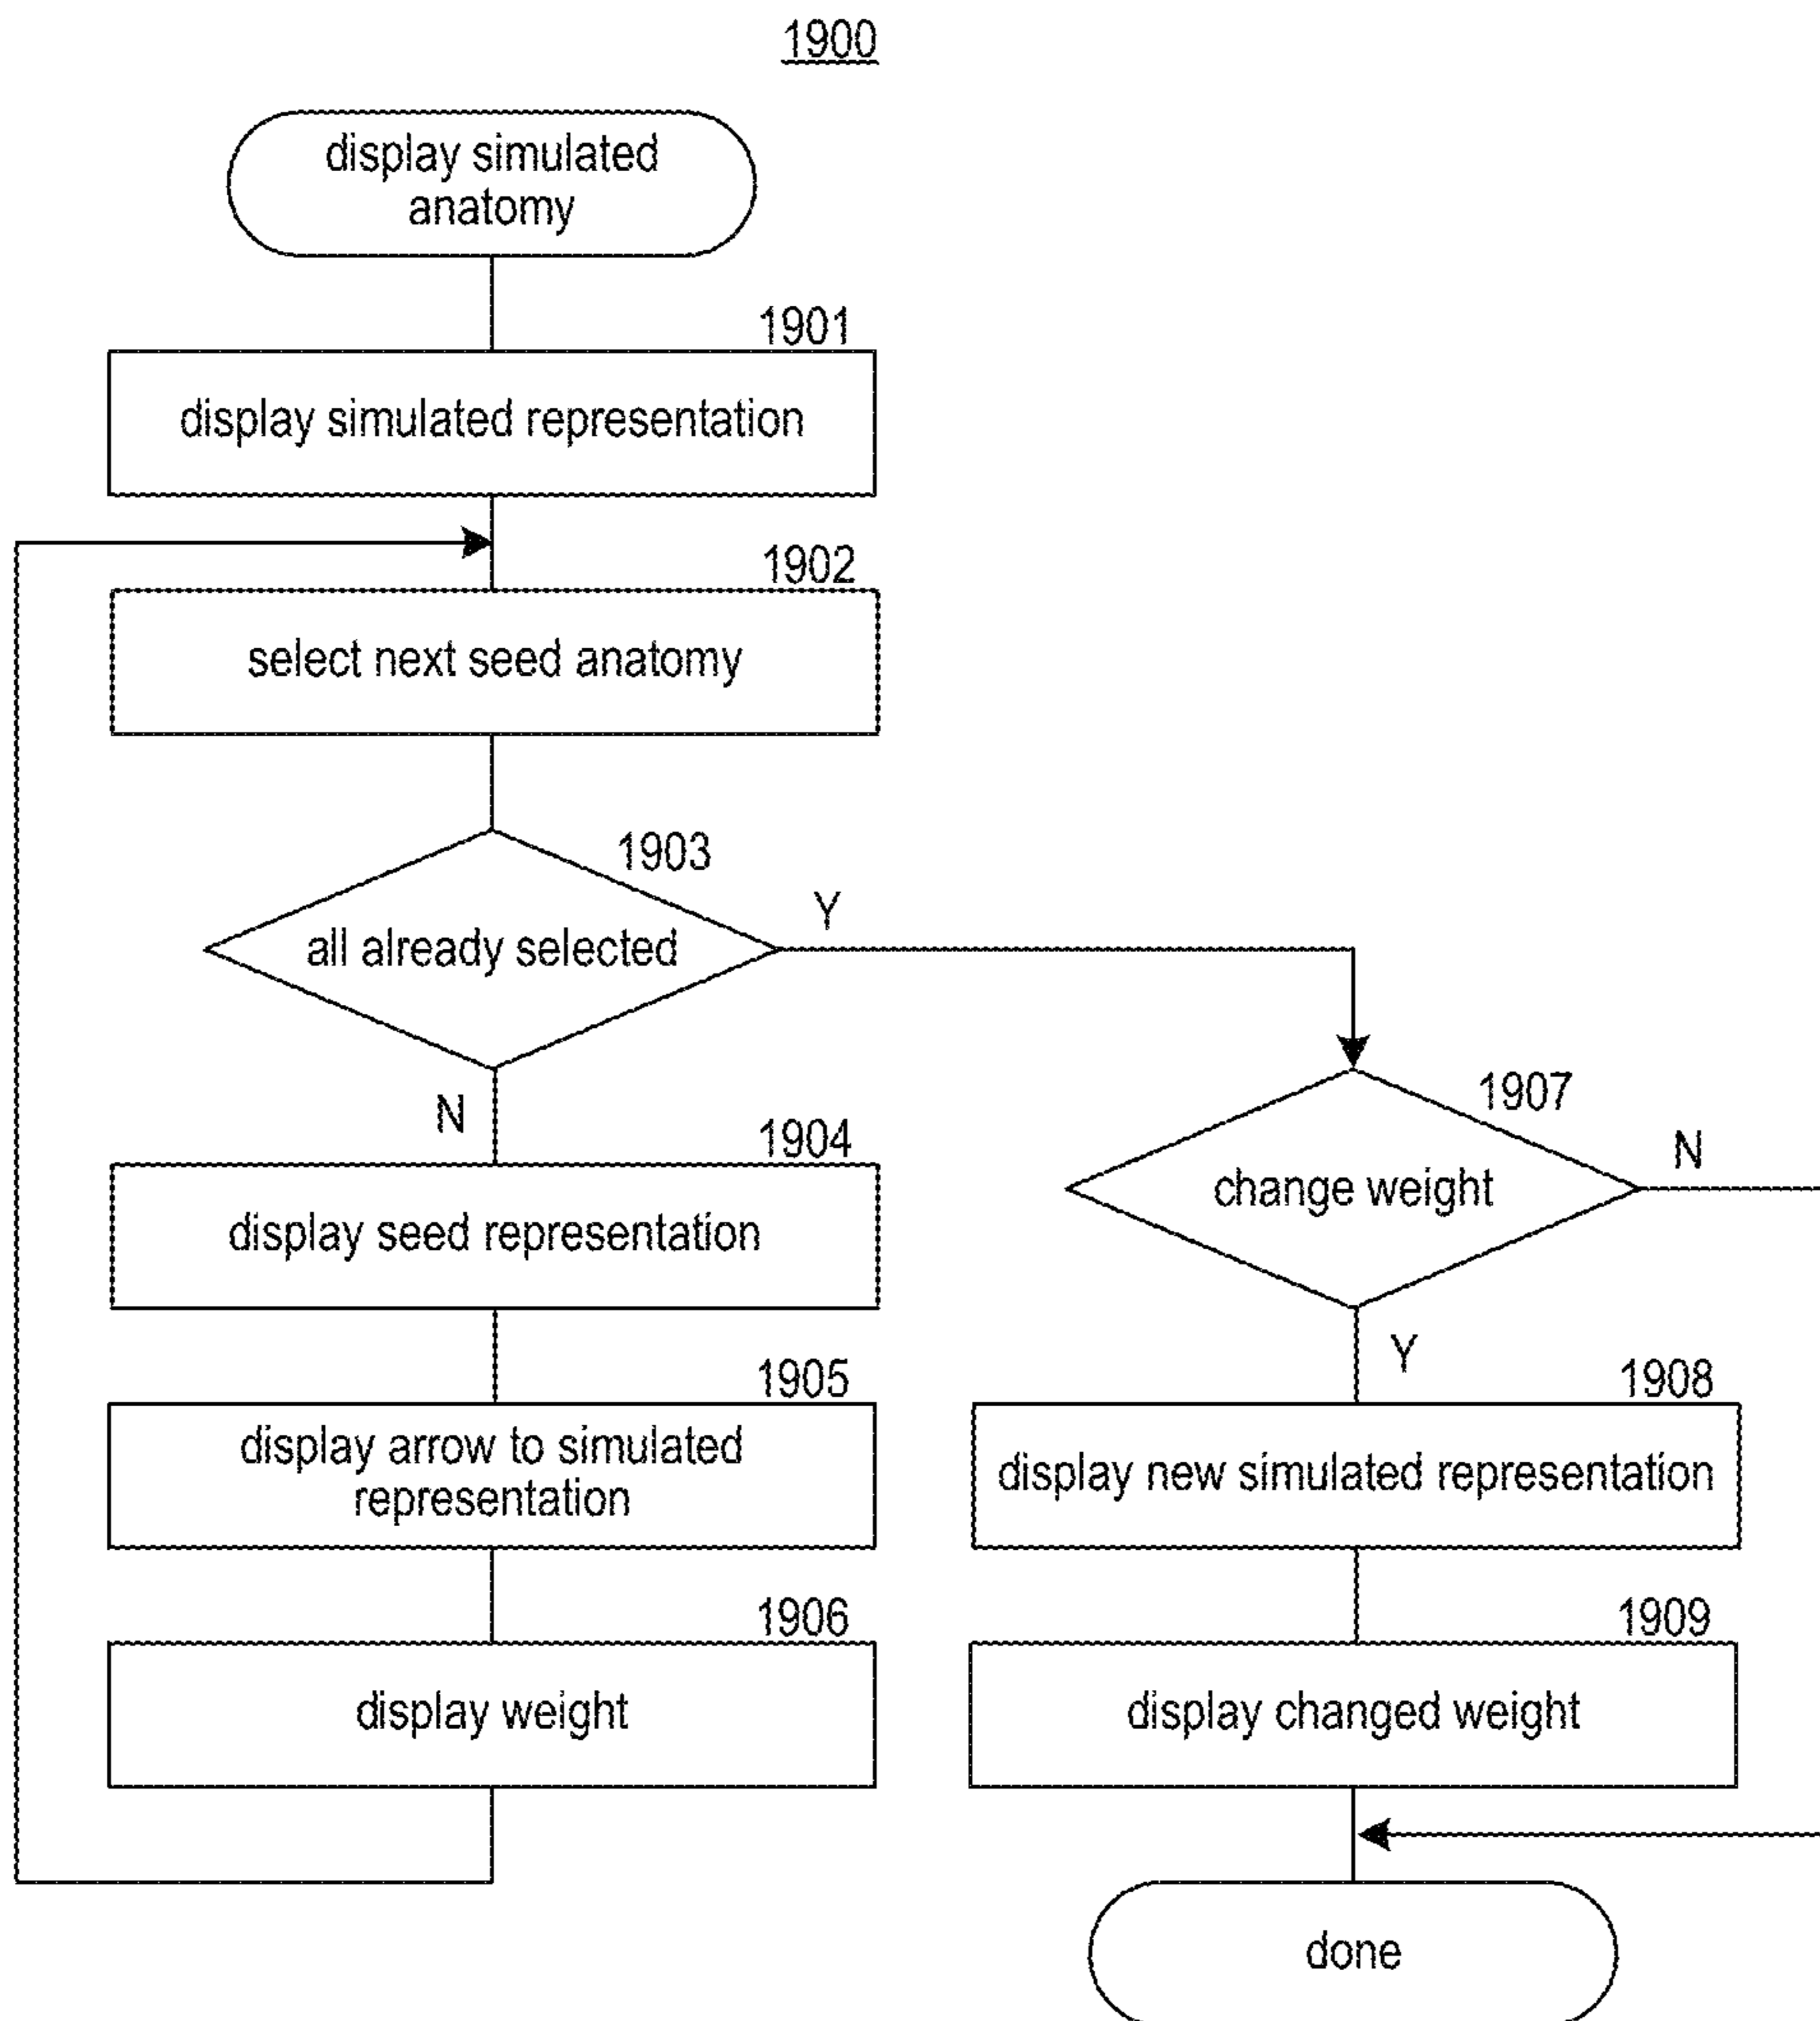 1900
display simulated
anatomy
1901
display simulated representation
1902
select next seed anatomy
1903
all already selected
Y
N
1904
display seed representation
1905
display arrow to simulated
representation
1906
display weight
1907
change weight
N
Y
1908
display new simulated representation
1909
display changed weight
done